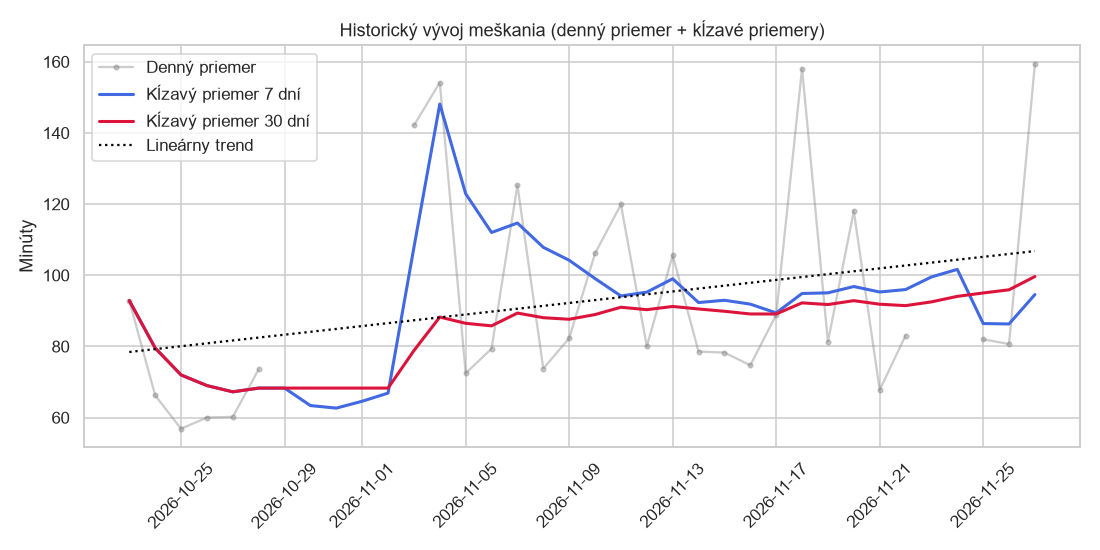 Historický vývoj meškania (denný priemer + kĺzavé priemery)
Denný priemer
Kĺzavý priemer 7 dní
Kĺzavý priemer 30 dní
Lineárny trend
Minúty
160
140
120
100
80
60
2026-10-25
2026-10-29
2026-11-01
2026-11-05
2026-11-09
2026-11-13
2026-11-17
2026-11-21
2026-11-25